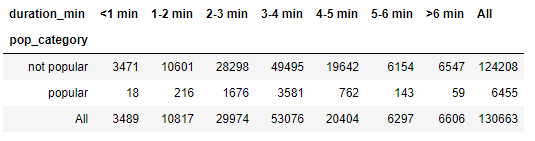 duration_min <1 min 1-2 min 2-3 min 3-4 min 4-5 min 5-6 min >6 min All
pop_category
not popular 3471 10601 28298 49495 19642 6154 6547 124208
popular 18 216 1676 3581 762 143 59 6455
All 3489 10817 29974 53076 20404 6297 6606 130663